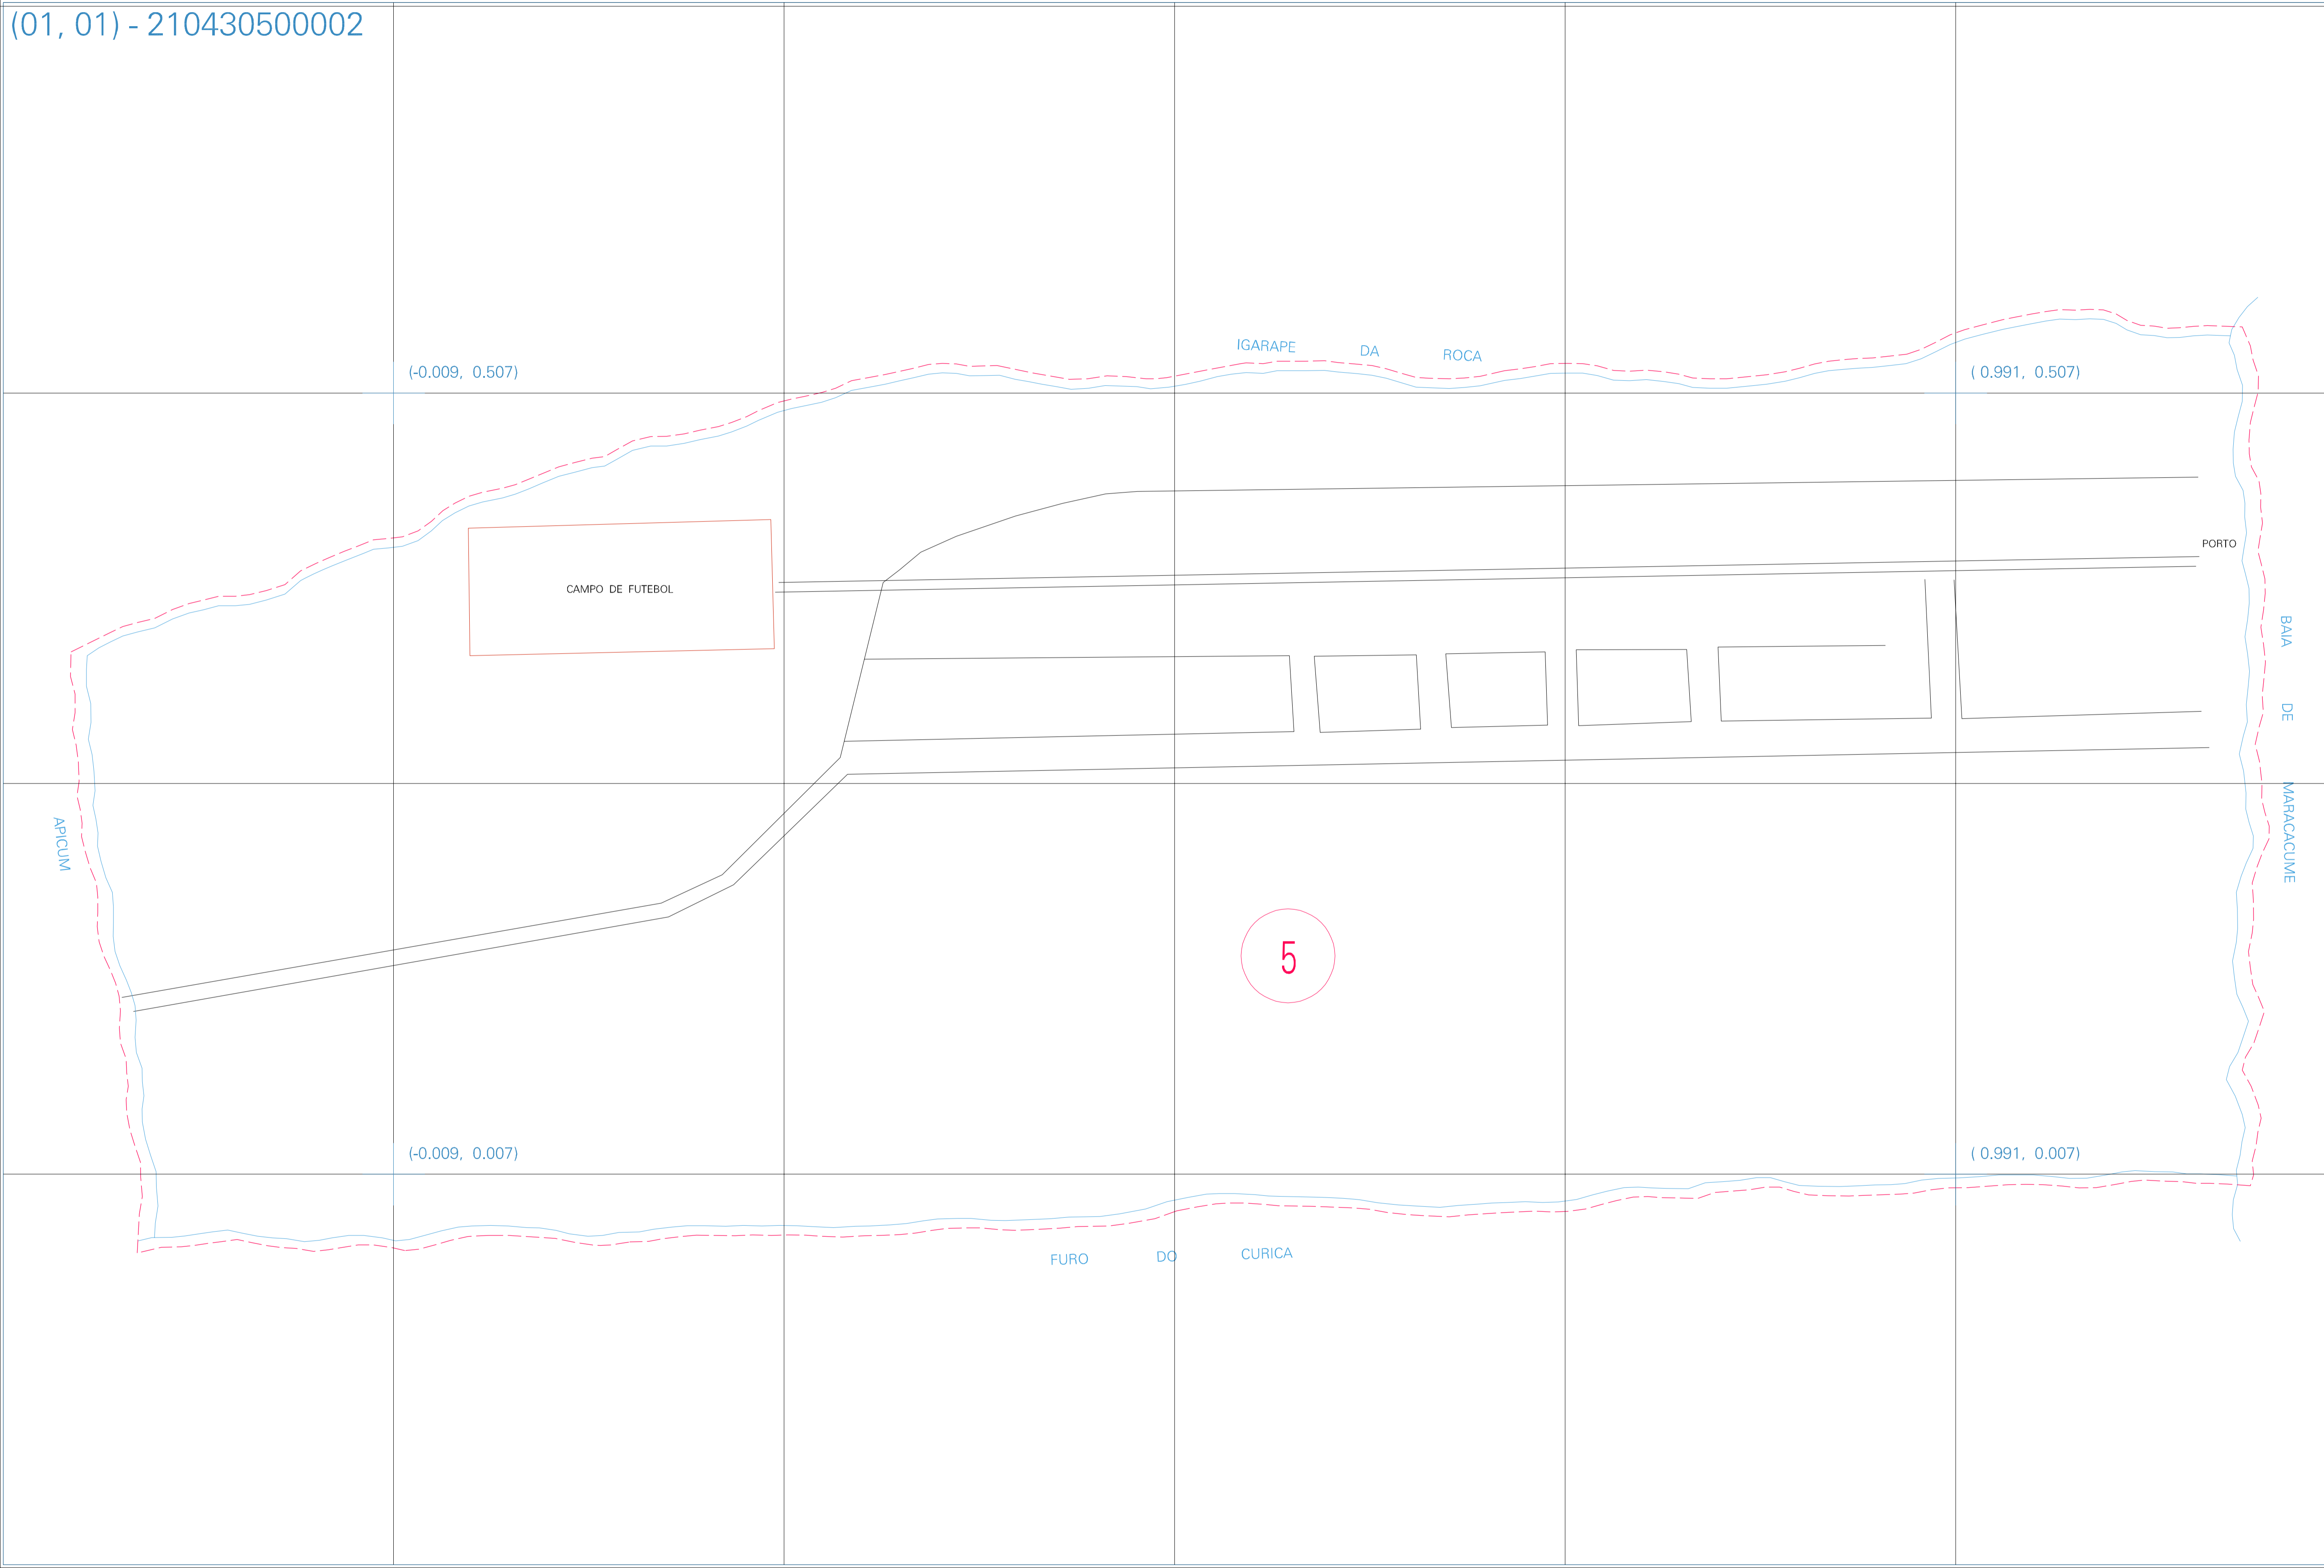 (01, 01) - 210430500002
IGARAPE DA ROCA
(-0.009, 0.507)
( 0.991, 0.507)
PORTO
CAMPO DE FUTEBOL
BAIA DE MARACACUME
APICUM
5
(-0.009, 0.007)
( 0.991, 0.007)
FURO DO CURICA